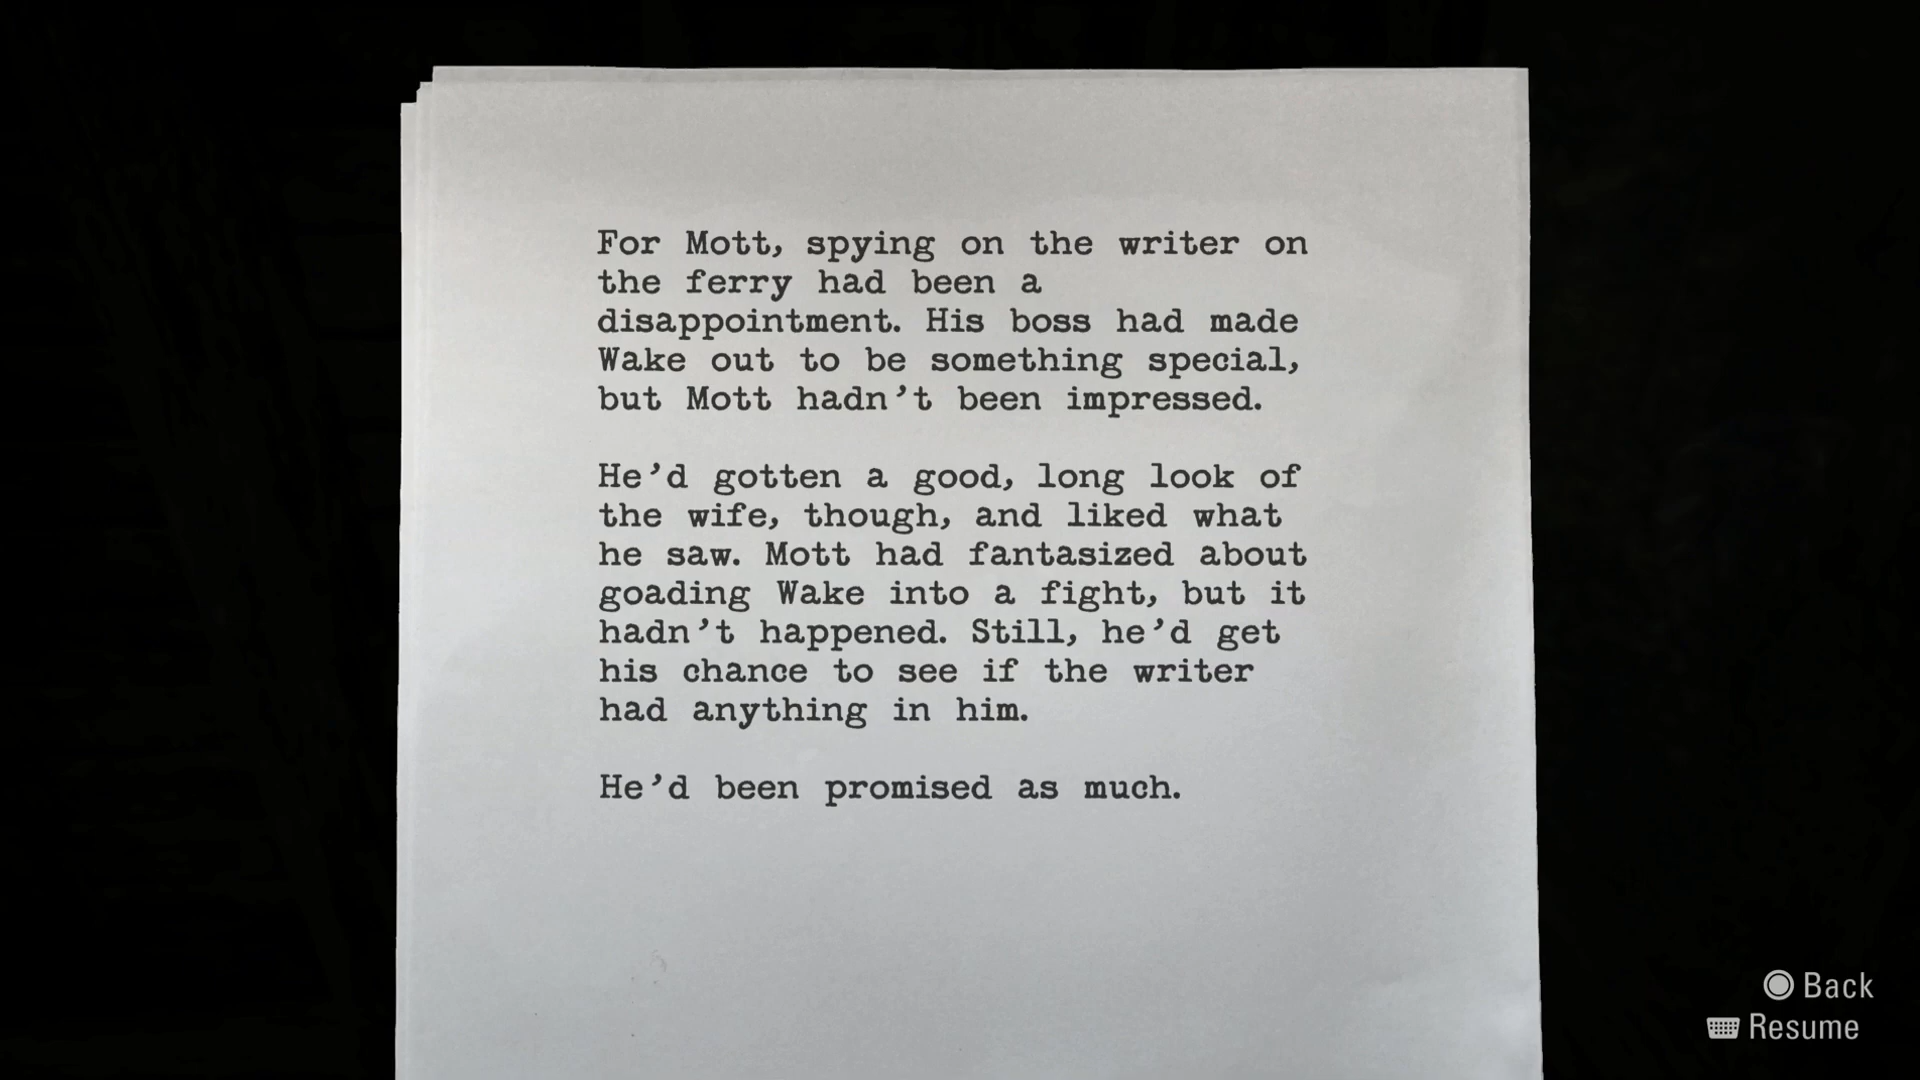 For Mott, spying on the writer on
the ferry had been a
disappointment. His boss had made
Wake out to be something special,
but Mott hadn’t been impressed.
He’d gotten a good, long look of
the wife, though, and liked what
he saw. Mott had fantasized about
goading Wake into a fight, but it
hadn’t happened. Still, he’d get
his chance to see if the writer
had anything in him.
He’d been promised as much.
Back
Resume